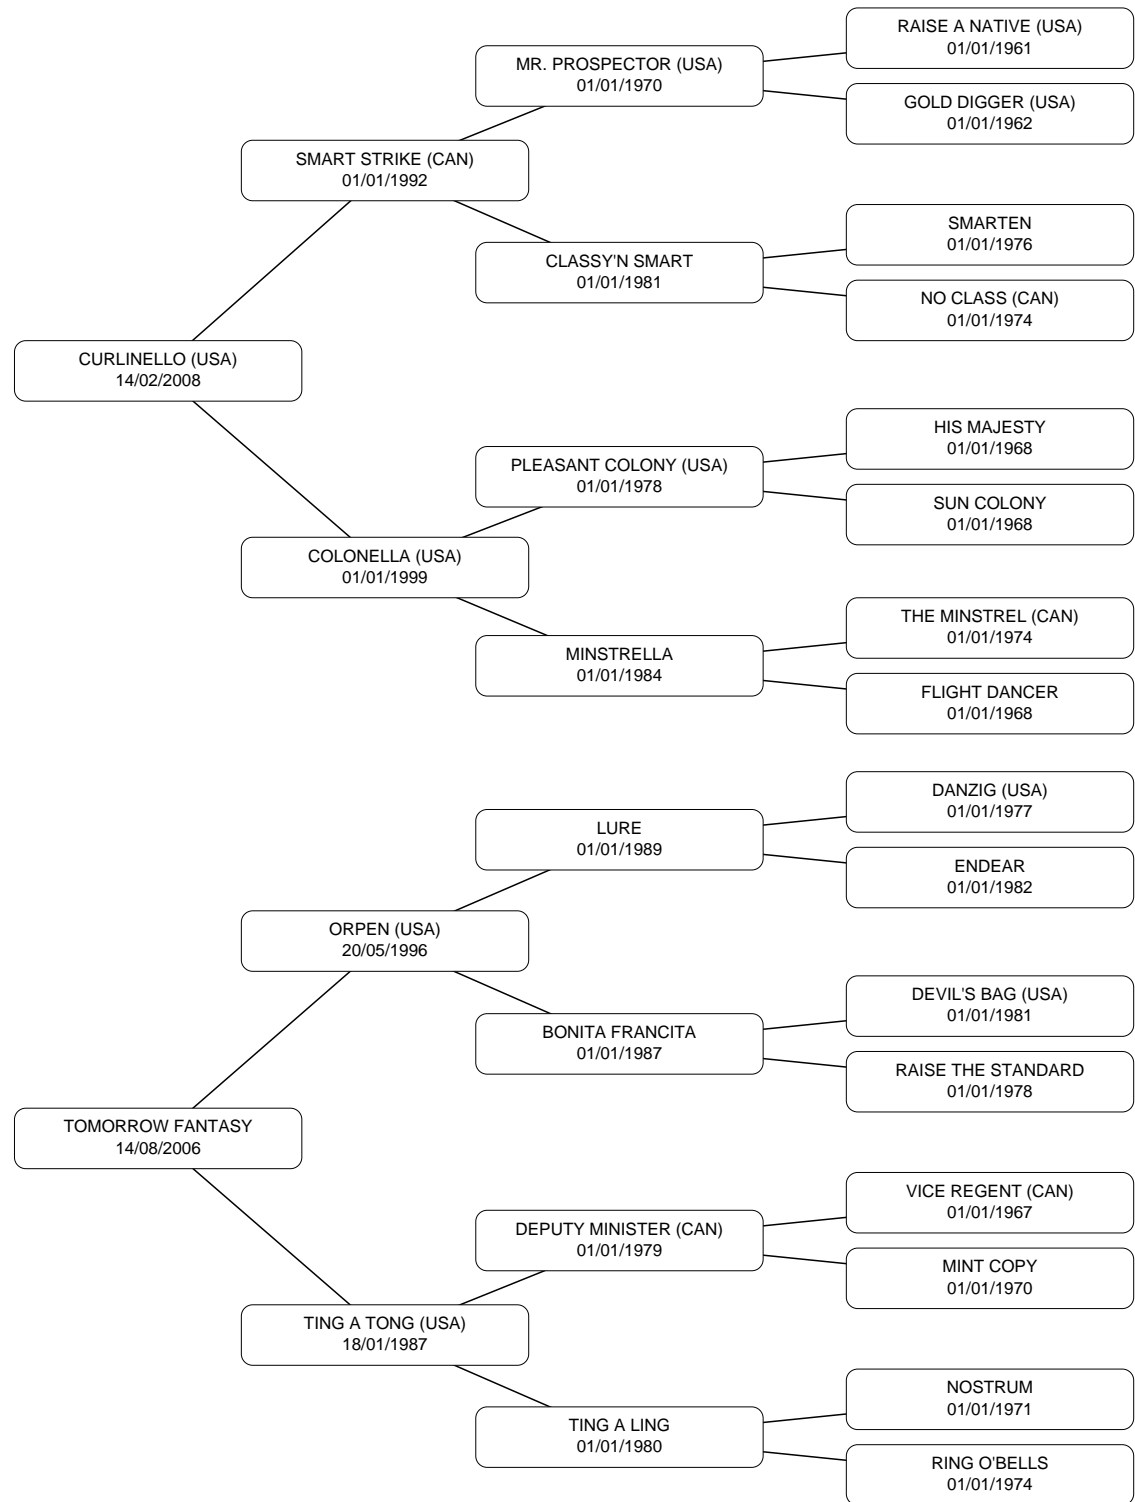 RAISE A NATIVE (USA)
01/01/1961
MR. PROSPECTOR (USA)
01/01/1970
GOLD DIGGER (USA)
01/01/1962
SMART STRIKE (CAN)
01/01/1992
SMARTEN
01/01/1976
CLASSY'N SMART
01/01/1981
NO CLASS (CAN)
01/01/1974
CURLINELLO (USA)
14/02/2008
HIS MAJESTY
01/01/1968
PLEASANT COLONY (USA)
01/01/1978
SUN COLONY
01/01/1968
COLONELLA (USA)
01/01/1999
THE MINSTREL (CAN)
01/01/1974
MINSTRELLA
01/01/1984
FLIGHT DANCER
01/01/1968
DANZIG (USA)
01/01/1977
LURE
01/01/1989
ENDEAR
01/01/1982
ORPEN (USA)
20/05/1996
DEVIL'S BAG (USA)
01/01/1981
BONITA FRANCITA
01/01/1987
RAISE THE STANDARD
01/01/1978
TOMORROW FANTASY
14/08/2006
VICE REGENT (CAN)
01/01/1967
DEPUTY MINISTER (CAN)
01/01/1979
MINT COPY
01/01/1970
TING A TONG (USA)
18/01/1987
NOSTRUM
01/01/1971
TING A LING
01/01/1980
RING O'BELLS
01/01/1974